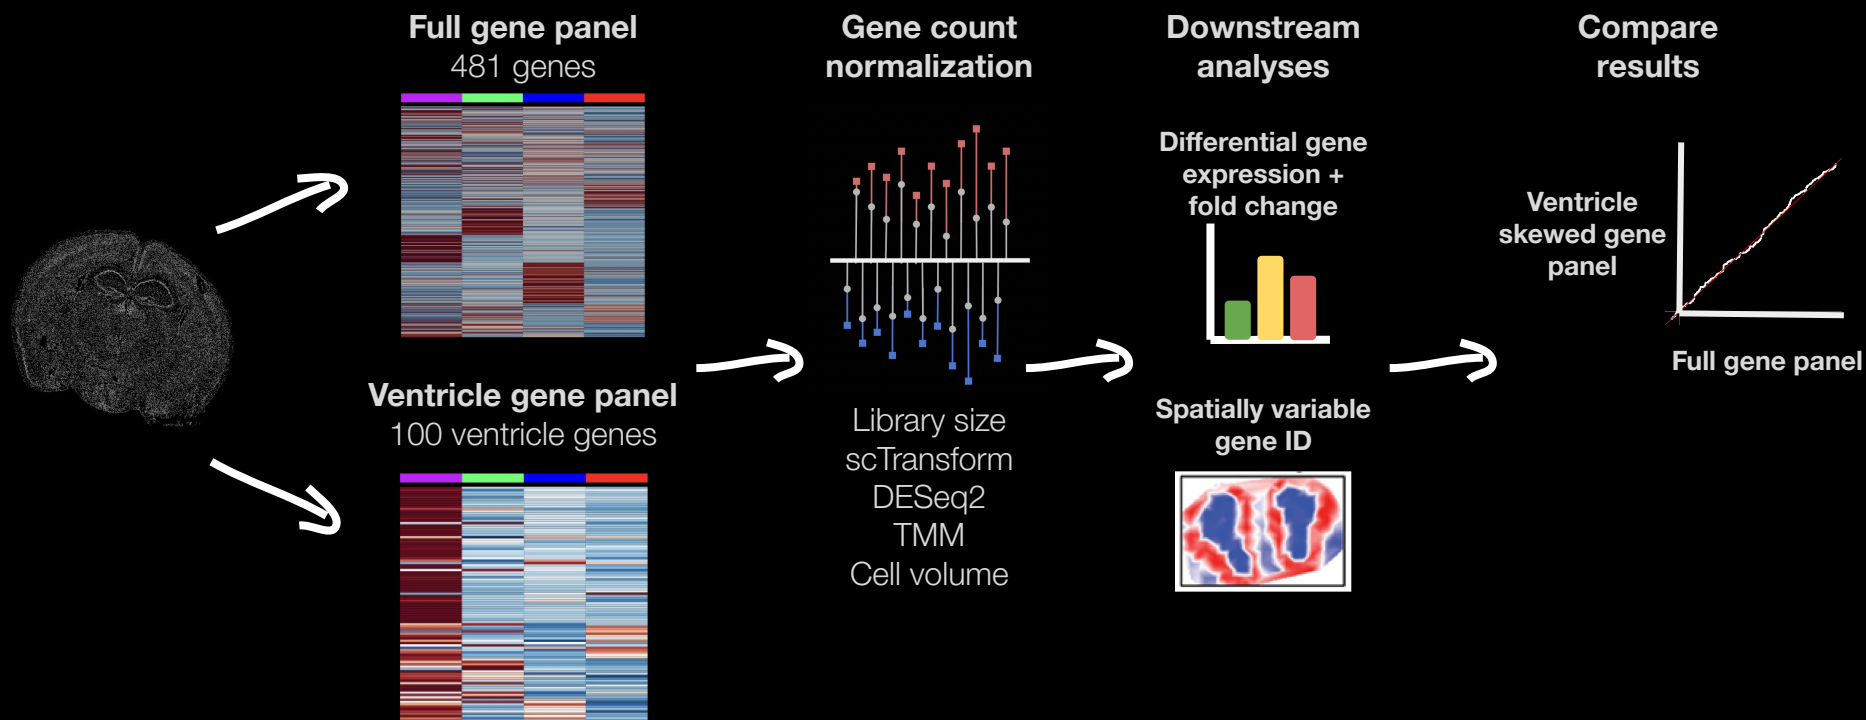 Full gene panel
481 genes
Ventricle gene panel
100 ventricle genes
Gene count
normalization
Library size
scTransform
DESeq2
TMM
Cell volume
Downstream
analyses
Differential gene
expression +
fold change
Spatially variable
gene ID
Compare
results
Ventricle
skewed gene
panel
Full gene panel